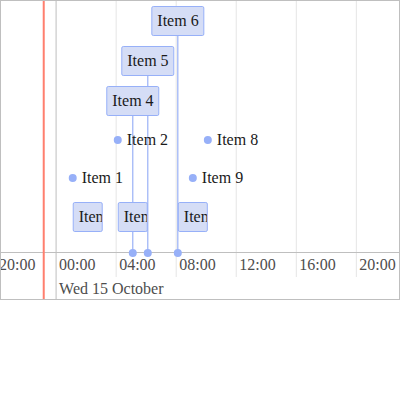 Item 6
Item 5
Item 4
Item 2
Item 8
Item 1
Item 9
Iten
Iten
Iten
20:00
00:00
04:00
08:00
12:00
16:00
20:00
Wed 15 October